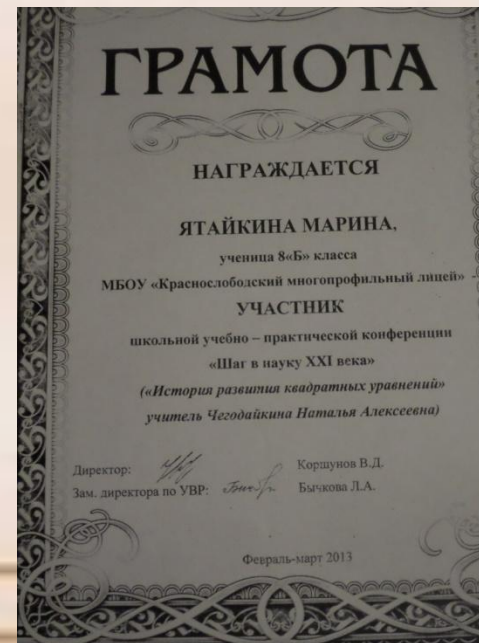 ГРАМОТА
НАГРАЖДАЕТСЯ
ЯТАЙКИНА МАРИНА,
ученица 8«Б» класса
МБОУ «Краснослободский многопрофильный лицей» -
УЧАСТНИК
школьной учебно – практической конференции
«Шаг в науку XXI века»
(«История развития квадратных уравнений»
учитель Чегодайкина Наталья Алексеевна)
Директор: Коршунов В.Д.
Зам. директора по УВР: Бычкова Л.А.
Февраль-март 2013